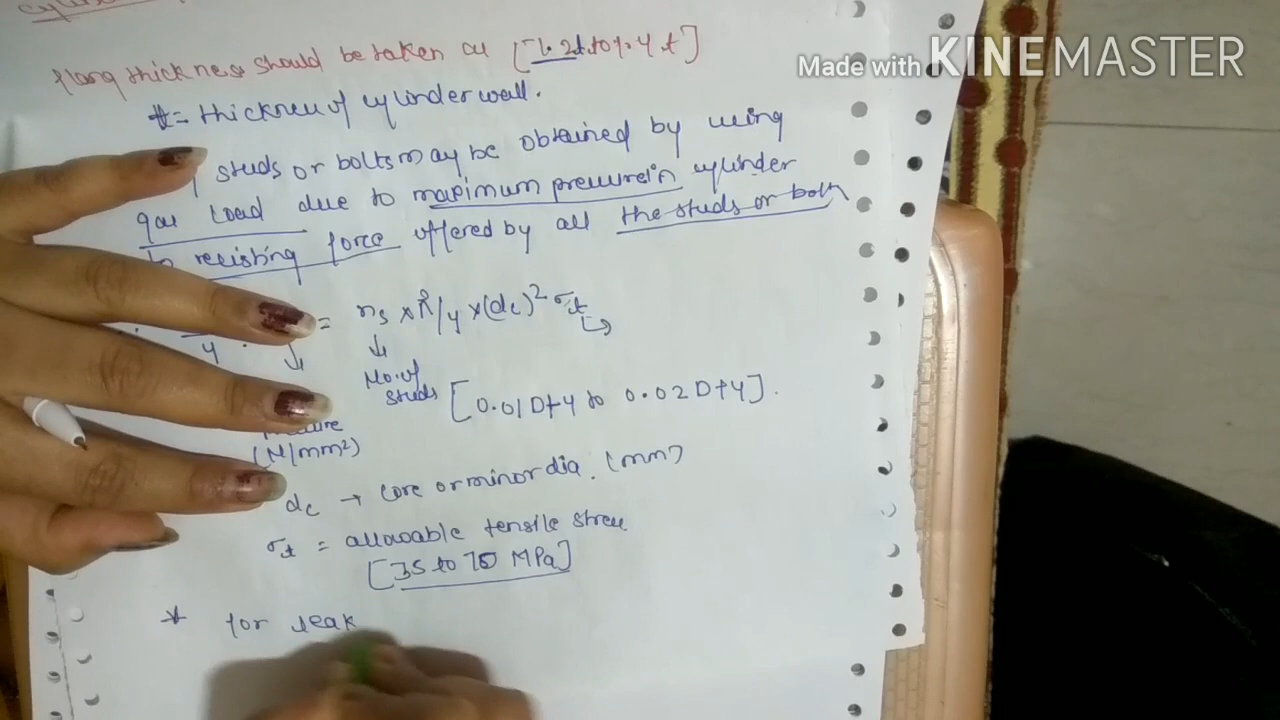 cylin
flang thickness should be taken as [1.2t to 1.4t]
Made with KINEMASTER
t = thickness of cylinder wall.
studs or bolts may be obtained by using
gas load due to maximum pressure in cylinder
to resisting force offered by all the studs or bolts
4 . = ns × π/4 × (dc)² σt
No. of
studs [0.01D+4 to 0.02D+4].
(N/mm²)
dc → core or minor dia. (mm)
σt = allowable tensile stress
[35 to 70 MPa]
* for leak